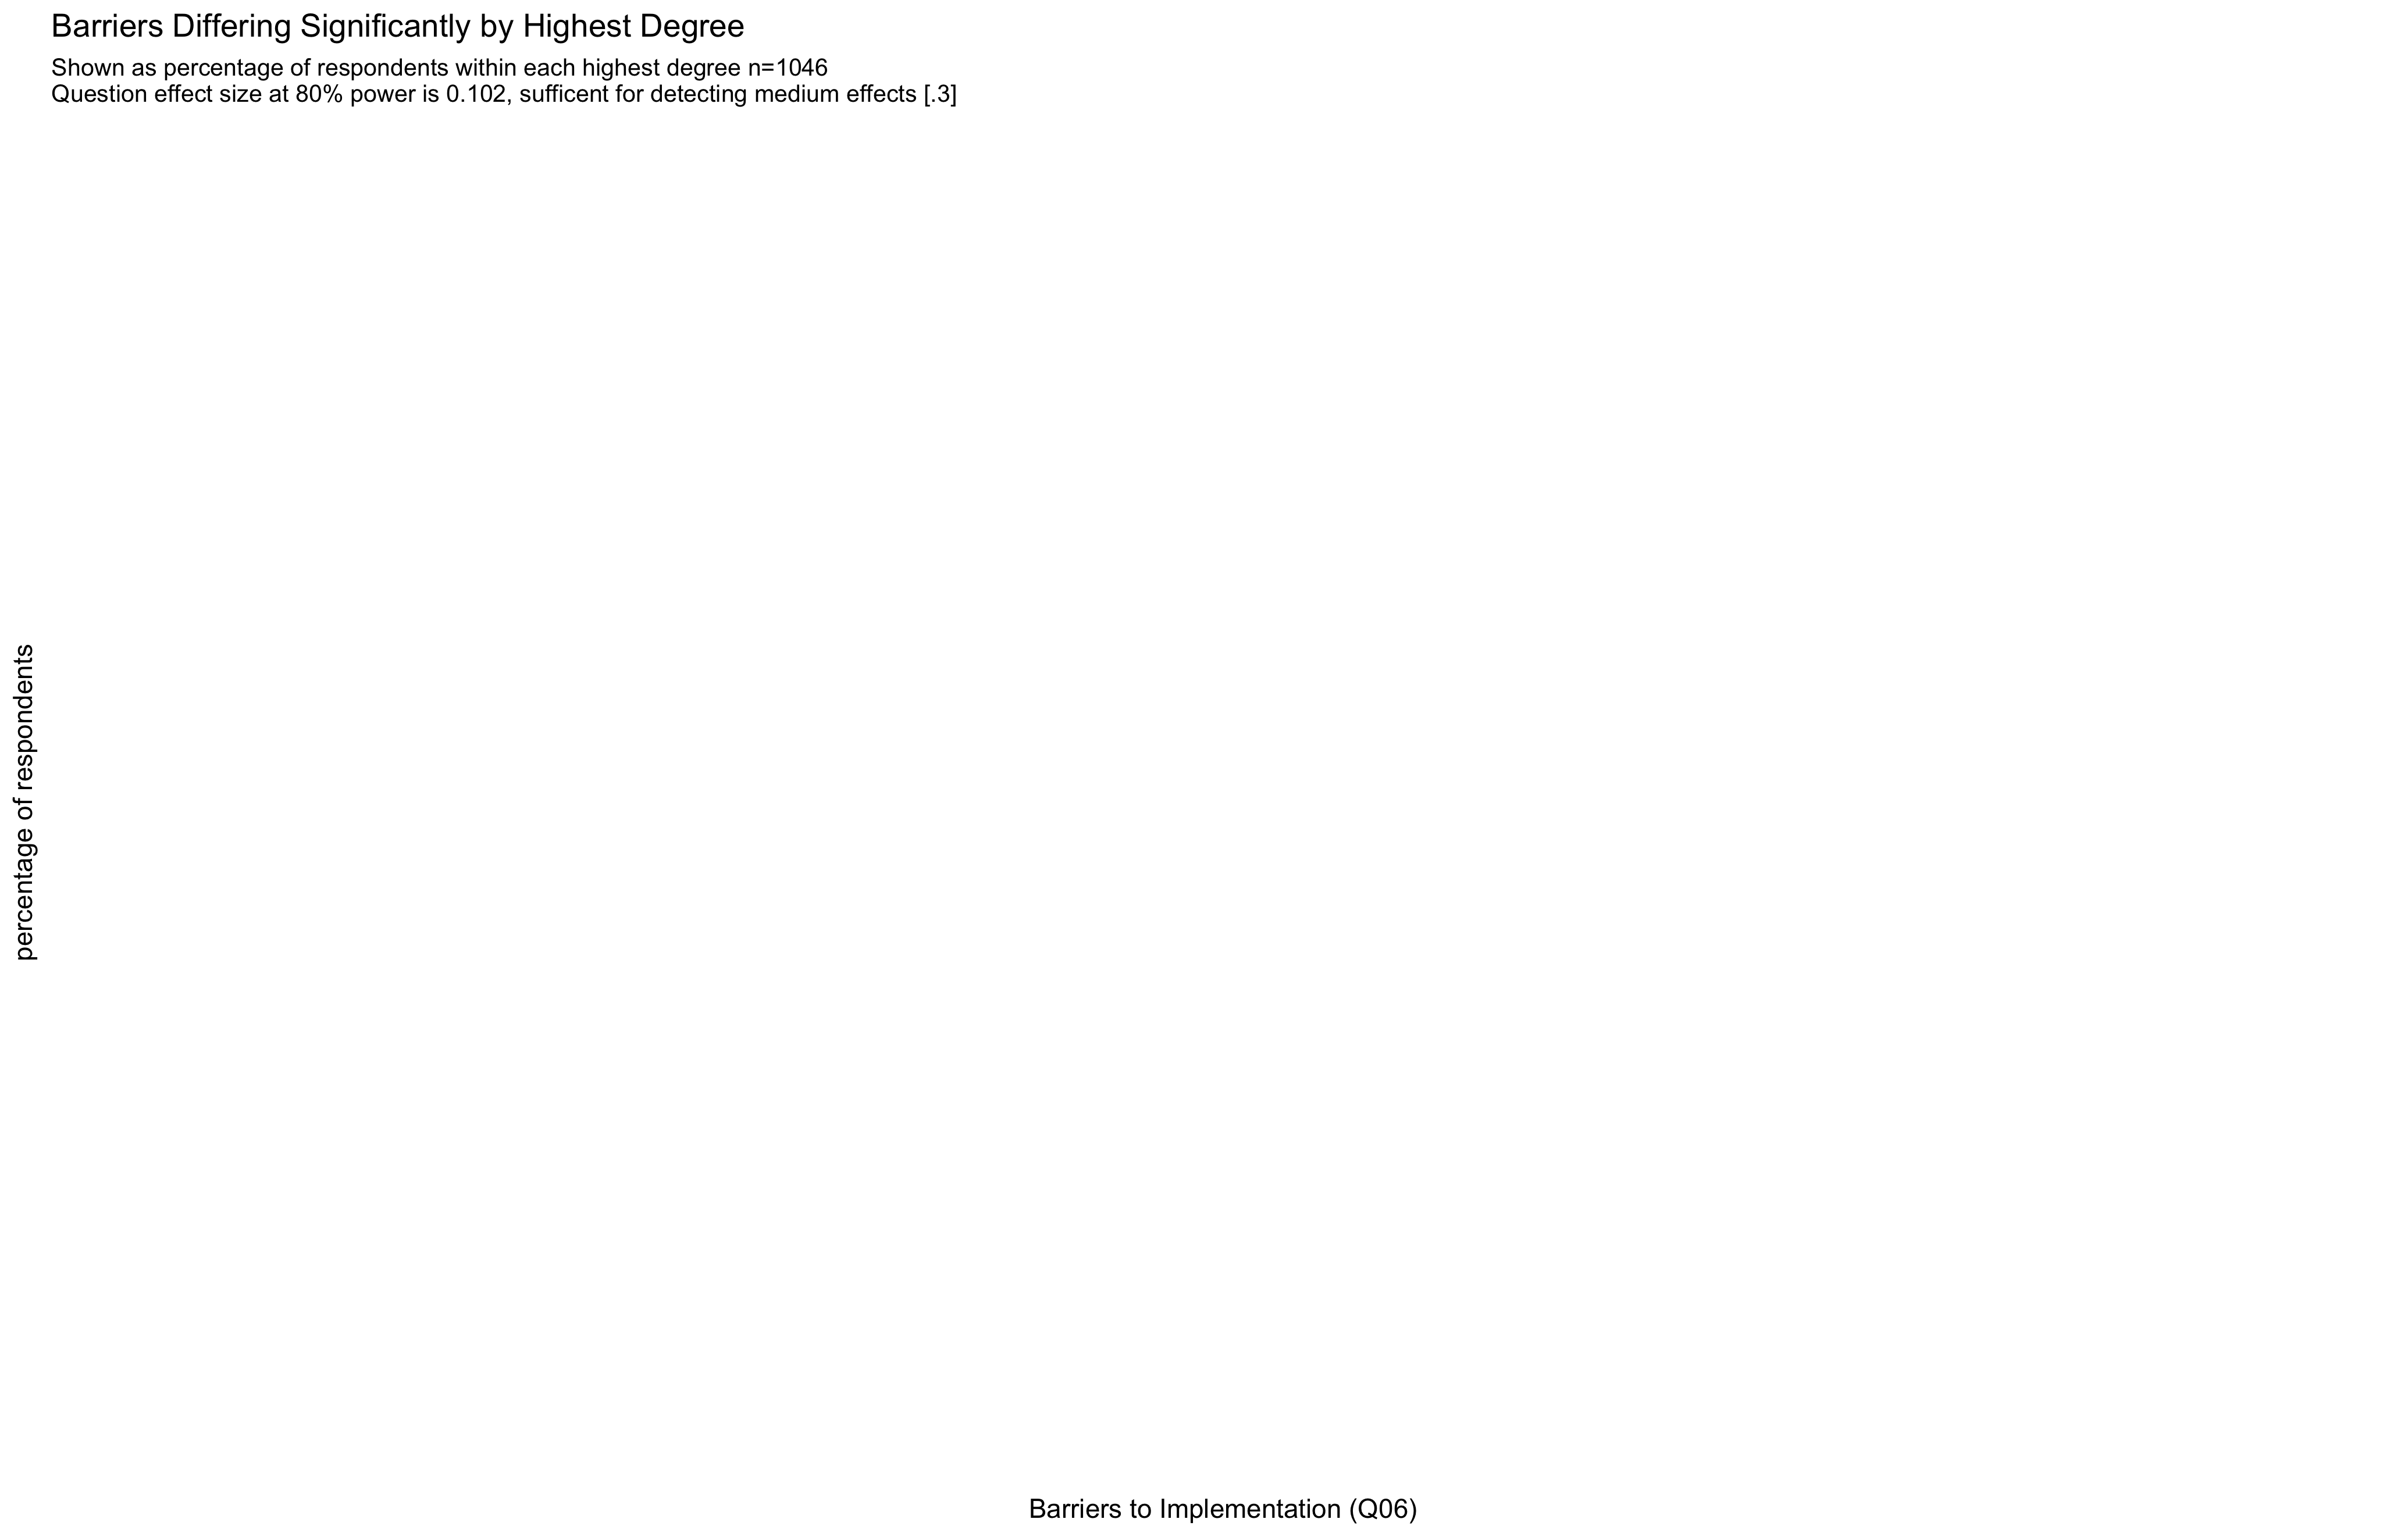 Barriers Differing Significantly by Highest Degree
Shown as percentage of respondents within each highest degree n=1046
Question effect size at 80% power is 0.102, sufficent for detecting medium effects [.3]
percentage of respondents
Barriers to Implementation (Q06)